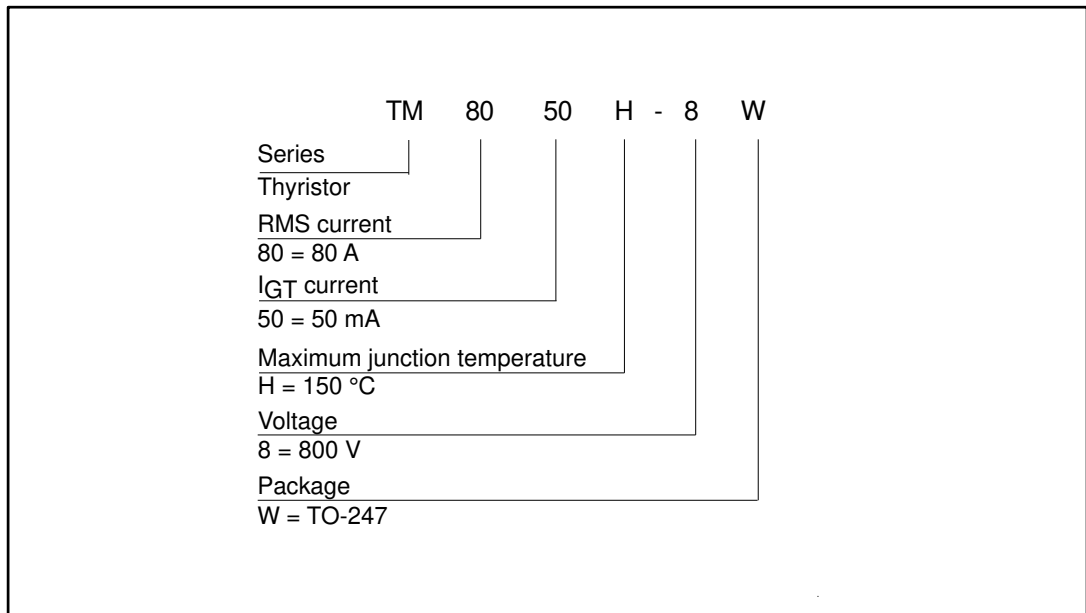 TM 80 50 H - 8 W
Series
Thyristor
RMS current
80 = 80 A
IGT current
50 = 50 mA
Maximum junction temperature
H = 150 °C
Voltage
8 = 800 V
Package
W = TO-247